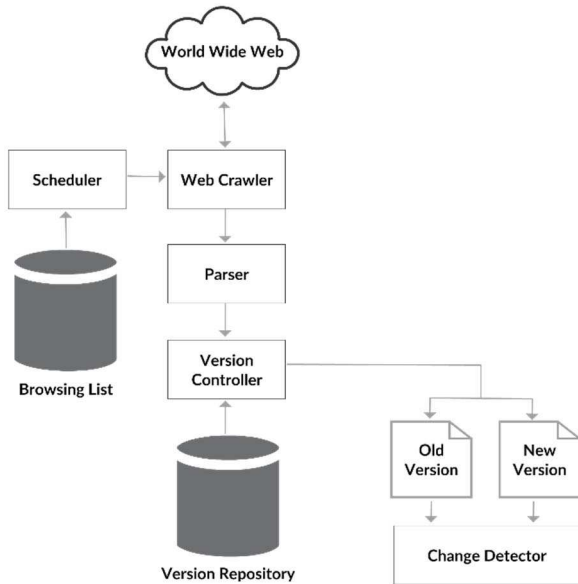 World Wide Web
Scheduler
Web Crawler
Parser
Browsing List
Version
Controller
Old
Version
New
Version
Version Repository
Change Detector